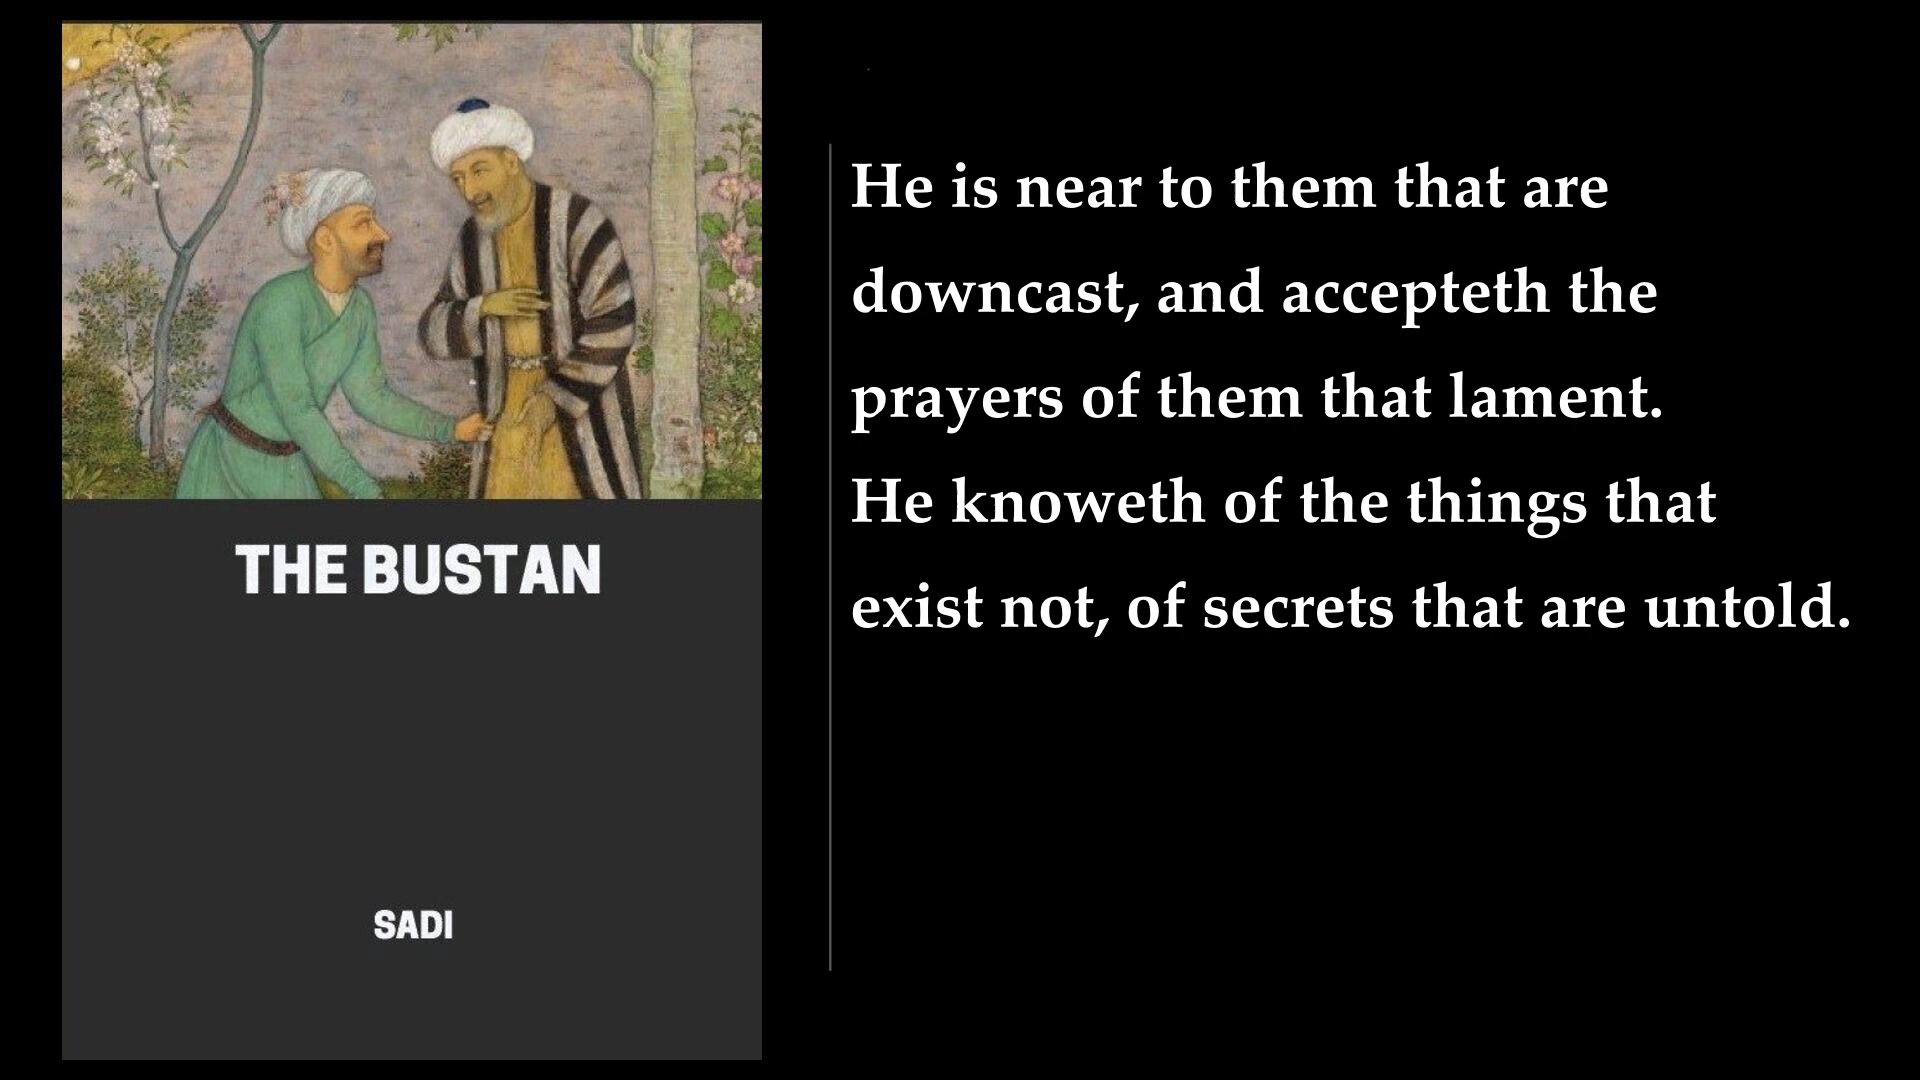 THE BUSTAN
SADI
He is near to them that are
downcast, and accepteth the
prayers of them that lament.
He knoweth of the things that
exist not, of secrets that are untold.